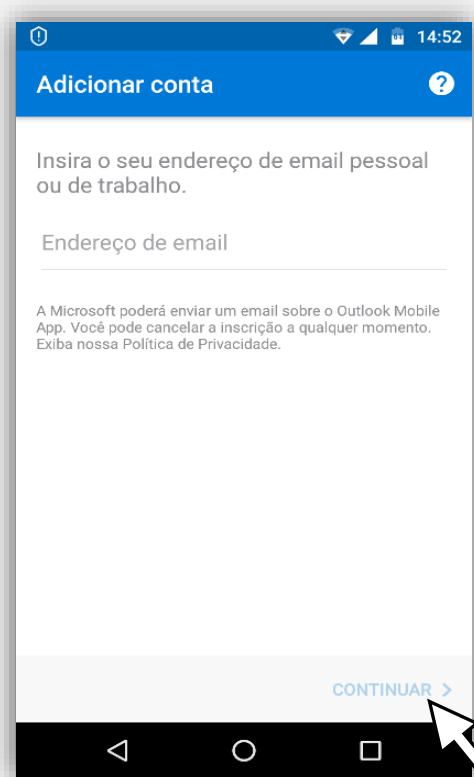 14:52
Adicionar conta
Insira o seu endereço de email pessoal
ou de trabalho.
Endereço de email
A Microsoft poderá enviar um email sobre o Outlook Mobile
App. Você pode cancelar a inscrição a qualquer momento.
Exiba nossa Política de Privacidade.
CONTINUAR